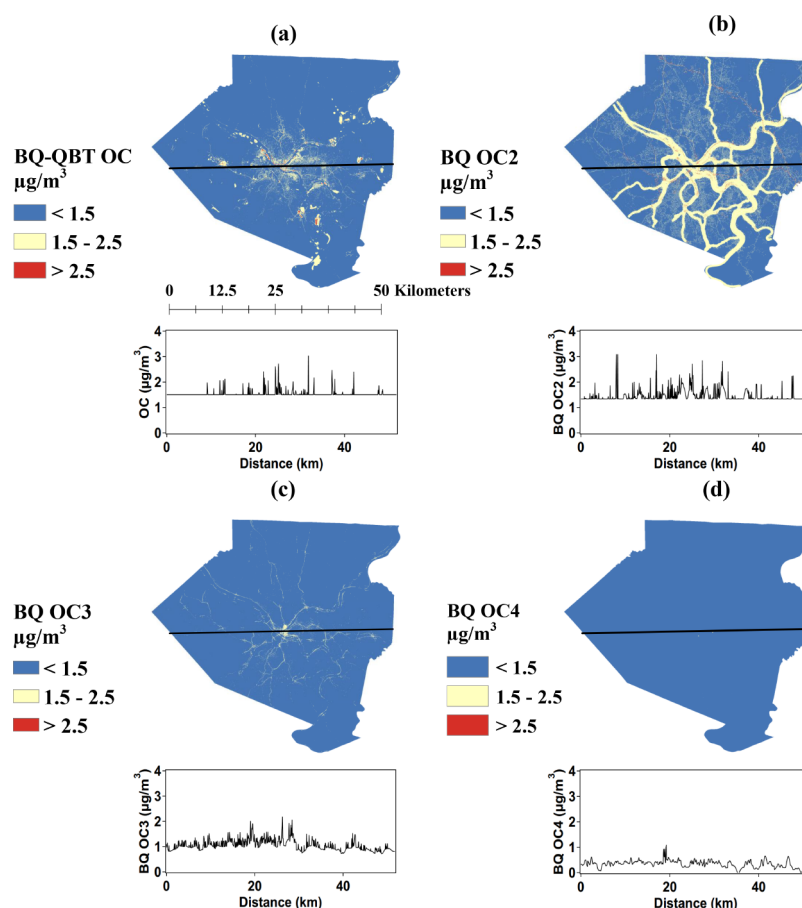 (a)
BQ-QBT OC
µg/m3
< 1.5
1.5 - 2.5
> 2.5
0 12.5 25 50 Kilometers
4
3
2
1
0
OC (µg/m3)
0 20 40
Distance (km)
(b)
BQ OC2
µg/m3
< 1.5
1.5 - 2.5
> 2.5
4
3
2
1
0
BQ OC2 (µg/m3)
0 20 40
Distance (km)
(c)
BQ OC3
µg/m3
< 1.5
1.5 - 2.5
> 2.5
4
3
2
1
0
BQ OC3 (µg/m3)
0 20 40
Distance (km)
(d)
BQ OC4
µg/m3
< 1.5
1.5 - 2.5
> 2.5
4
3
2
1
0
BQ OC4 (µg/m3)
0 20 40
Distance (km)